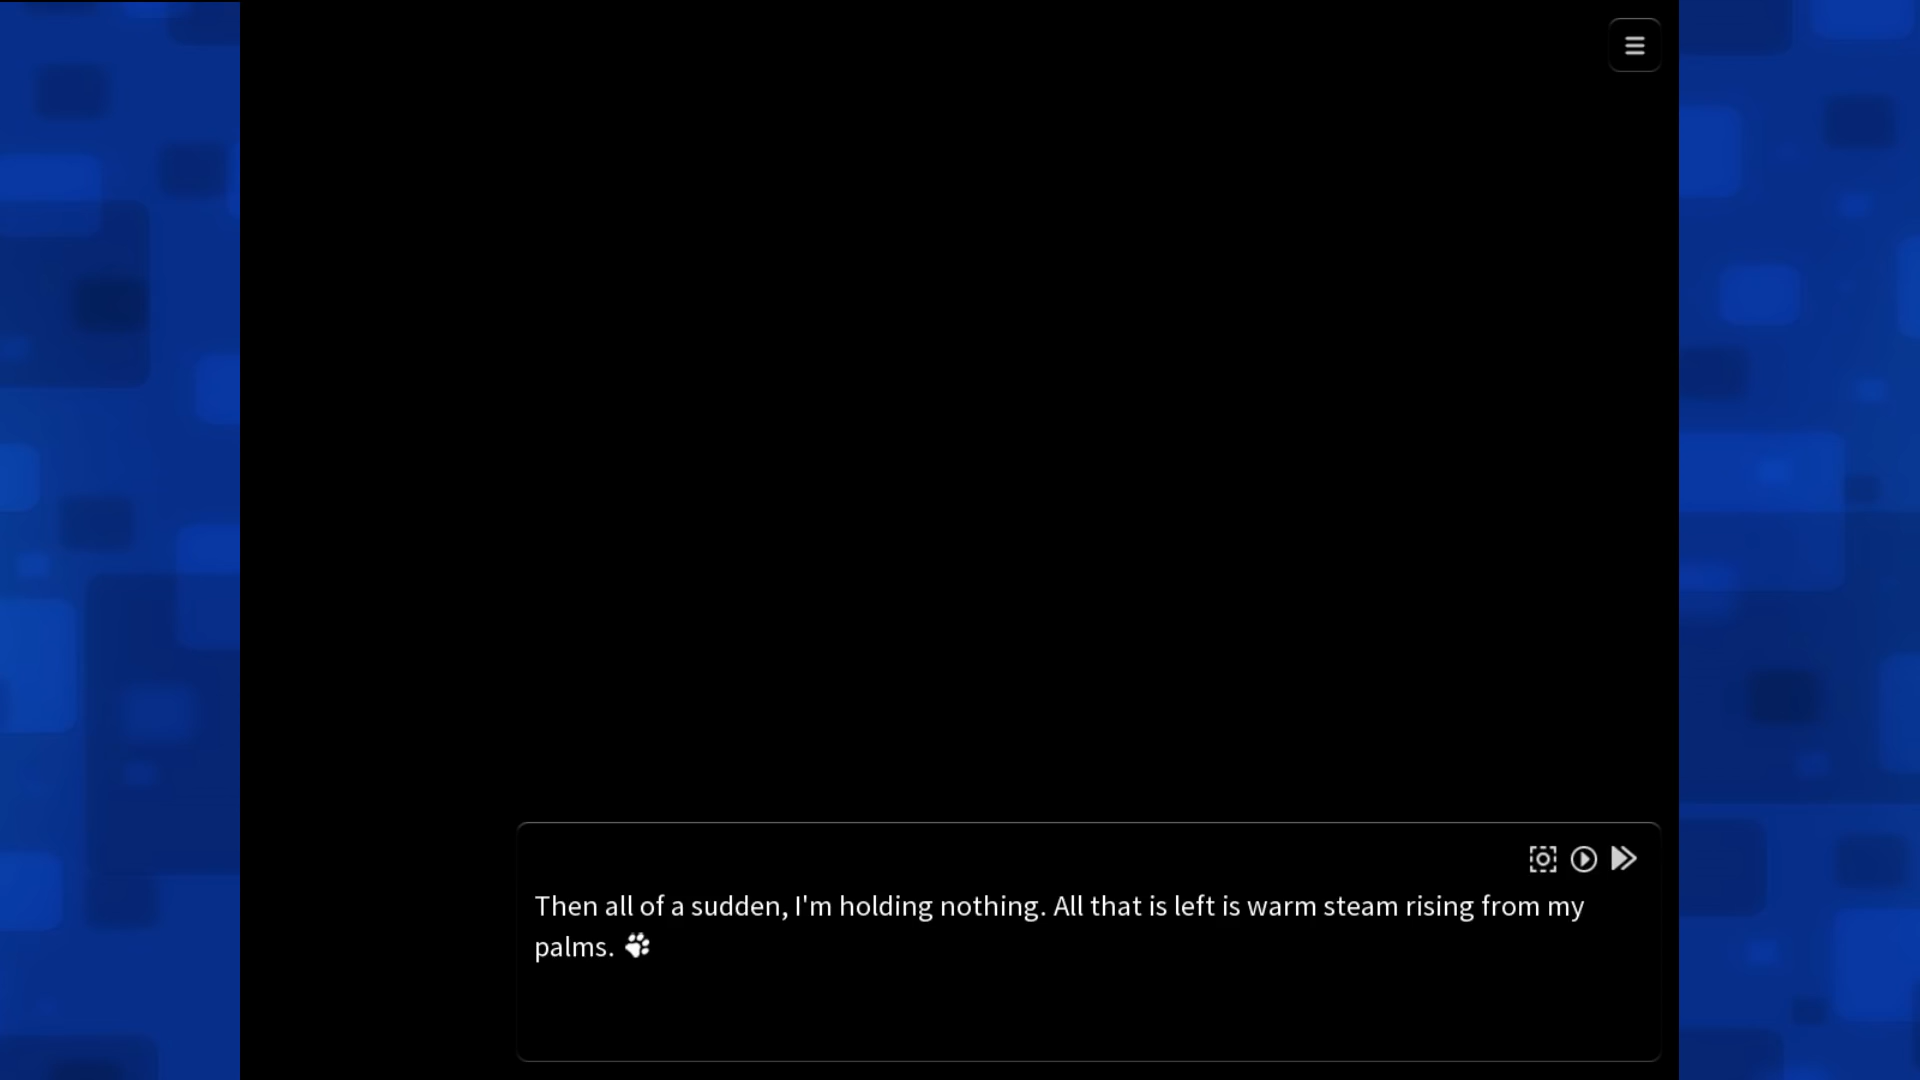 Then all of a sudden, I'm holding nothing. All that is left is warm steam rising from my
palms.